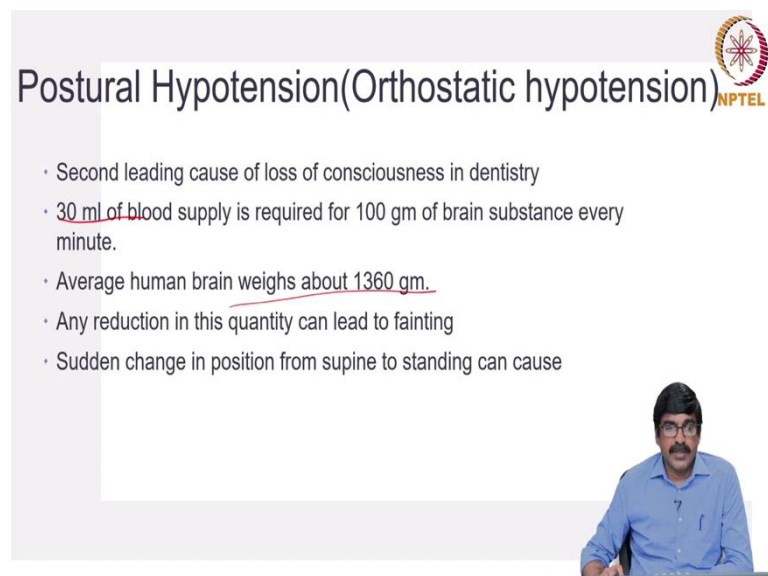 Postural Hypotension(Orthostatic hypotension)
NPTEL
Second leading cause of loss of consciousness in dentistry
30 ml of blood supply is required for 100 gm of brain substance every
minute.
Average human brain weighs about 1360 gm.
Any reduction in this quantity can lead to fainting
Sudden change in position from supine to standing can cause